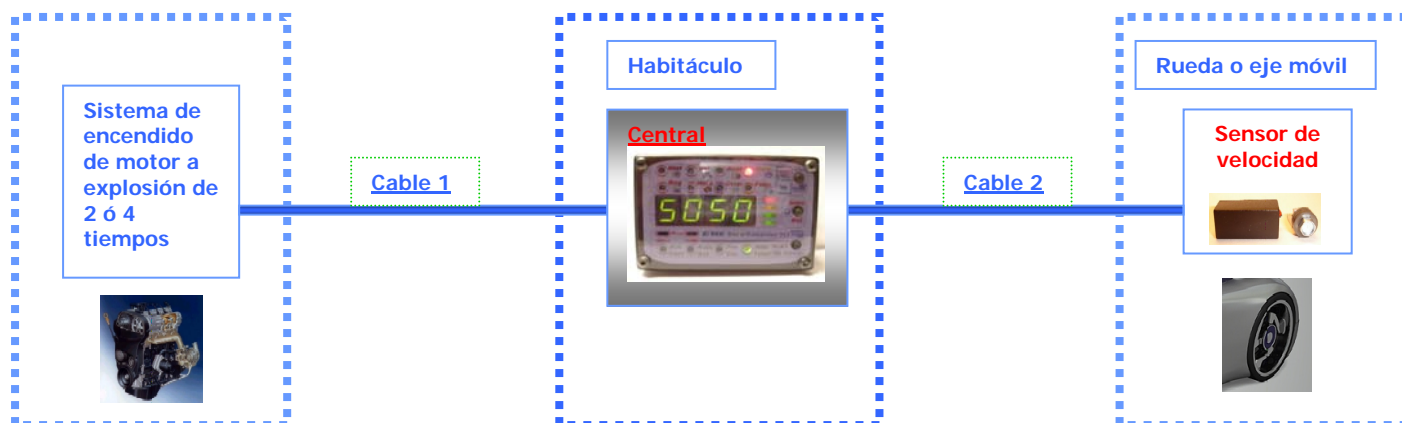 Sistema de
encendido
de motor a
explosión de
2 ó 4
tiempos
Cable 1
Habitáculo
Central
5050
Cable 2
Rueda o eje móvil
Sensor de
velocidad